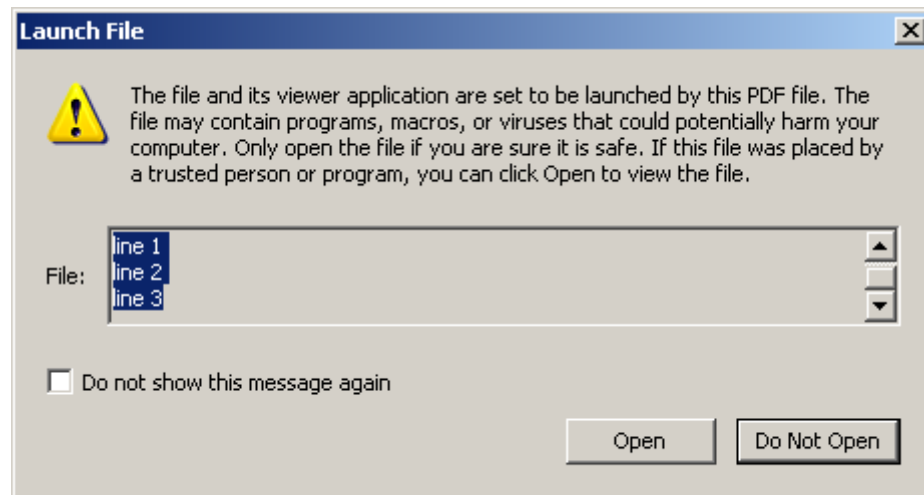 Launch File
The file and its viewer application are set to be launched by this PDF file. The
file may contain programs, macros, or viruses that could potentially harm your
computer. Only open the file if you are sure it is safe. If this file was placed by
a trusted person or program, you can click Open to view the file.
File:
line 1
line 2
line 3
Do not show this message again
Open
Do Not Open